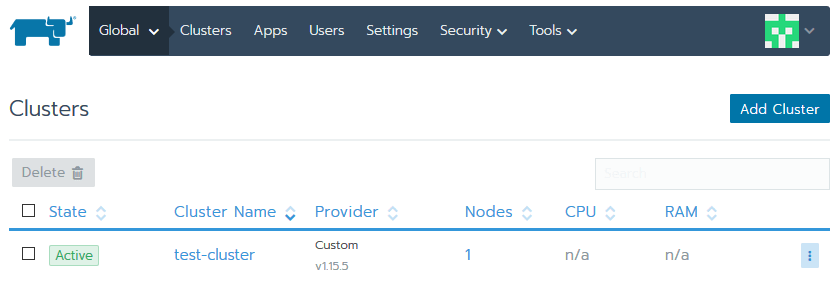 Global Clusters Apps Users Settings Security Tools
Clusters
Add Cluster
Delete
Search
State Cluster Name Provider Nodes CPU RAM
Active test-cluster Custom 1 n/a n/a
v1.15.5